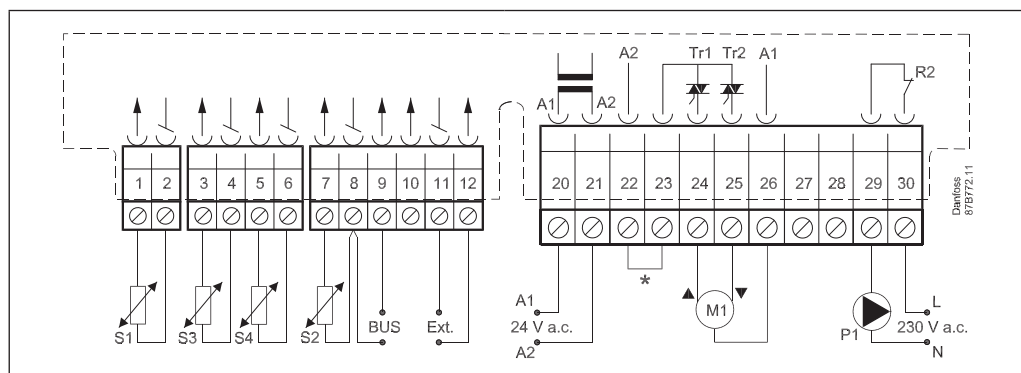 A2 Tr1 Tr2 A1
R2
A1 A2
1 2 3 4 5 6 7 8 9 10 11 12
20 21 22 23 24 25 26 27 28 29 30
Danfoss
87B772.11
*
A1
24 V a.c.
A2
M1
P1
L
230 V a.c.
N
S1 S3 S4 S2 BUS Ext.